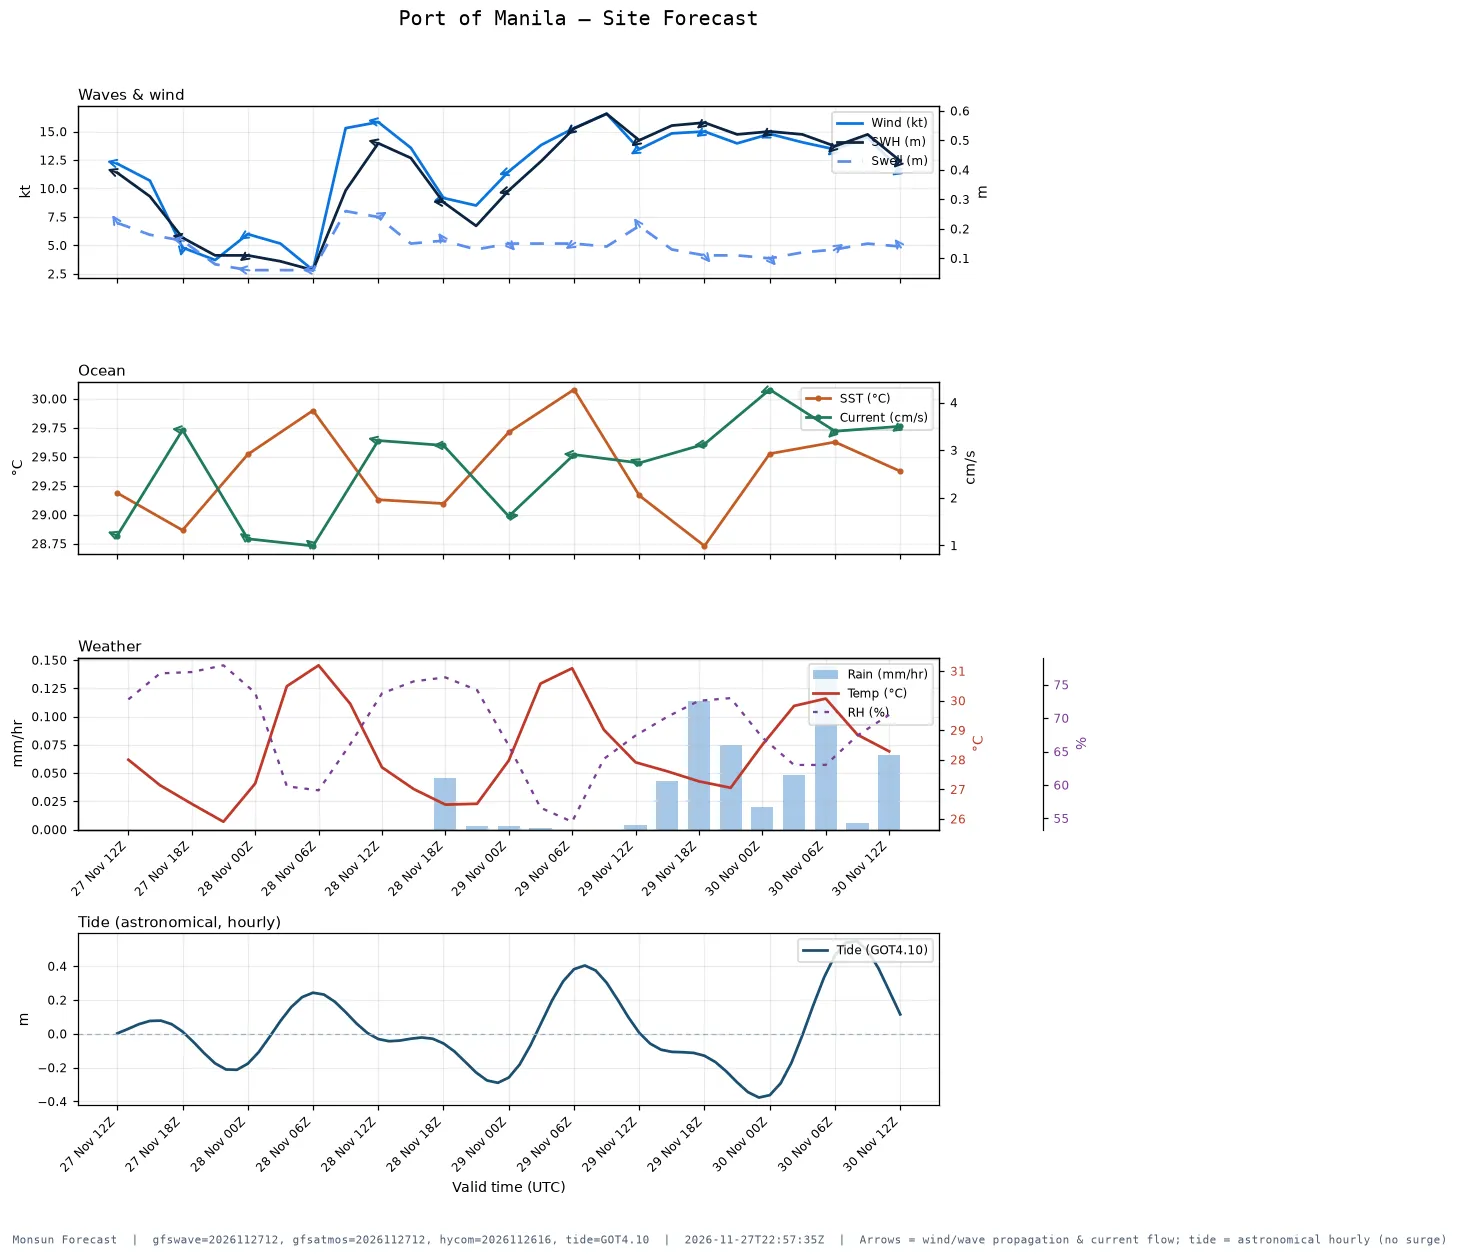 Port of Manila — Site Forecast
Waves & wind
15.0
12.5
10.0
7.5
5.0
2.5
kt
0.6
0.5
0.4
0.3
0.2
0.1
m
Wind (kt)
SWH (m)
Swell (m)
Ocean
30.00
29.75
29.50
29.25
29.00
28.75
°C
4
3
2
1
cm/s
SST (°C)
Current (cm/s)
Weather
0.150
0.125
0.100
0.075
0.050
0.025
0.000
mm/hr
31
30
29
28
27
26
°C
75
70
65
60
55
%
Rain (mm/hr)
Temp (°C)
RH (%)
27 Nov 12Z
27 Nov 18Z
28 Nov 00Z
28 Nov 06Z
28 Nov 12Z
28 Nov 18Z
29 Nov 00Z
29 Nov 06Z
29 Nov 12Z
29 Nov 18Z
30 Nov 00Z
30 Nov 06Z
30 Nov 12Z
Tide (astronomical, hourly)
0.4
0.2
0.0
−0.2
−0.4
m
Tide (GOT4.10)
27 Nov 12Z
27 Nov 18Z
28 Nov 00Z
28 Nov 06Z
28 Nov 12Z
28 Nov 18Z
29 Nov 00Z
29 Nov 06Z
29 Nov 12Z
29 Nov 18Z
30 Nov 00Z
30 Nov 06Z
30 Nov 12Z
Valid time (UTC)
Monsun Forecast | gfswave=2026112712, gfsatmos=2026112712, hycom=2026112616, tide=GOT4.10 | 2026-11-27T22:57:35Z | Arrows = wind/wave propagation & current flow; tide = astronomical hourly (no surge)